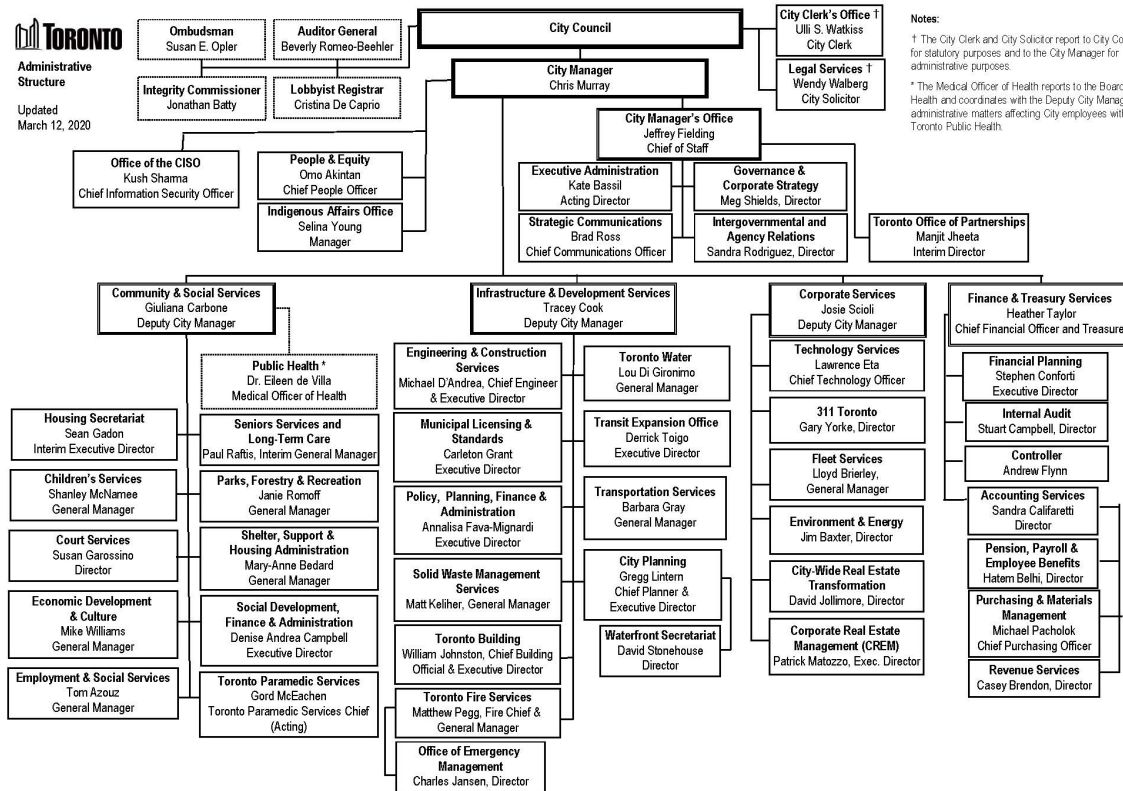 TORONTO
Administrative
Structure
Updated
March 12, 2020
Ombudsman
Susan E. Opler
Auditor General
Beverly Romeo-Beehler
Integrity Commissioner
Jonathan Batty
Lobbyist Registrar
Cristina De Caprio
City Council
City Clerk's Office †
Ulli S. Watkiss
City Clerk
Legal Services †
Wendy Walberg
City Solicitor
Notes:
† The City Clerk and City Solicitor report to City Co
for statutory purposes and to the City Manager for
administrative purposes.
* The Medical Officer of Health reports to the Board
Health and coordinates with the Deputy City Manag
administrative matters affecting City employees with
Toronto Public Health.
City Manager
Chris Murray
City Manager's Office
Jeffrey Fielding
Chief of Staff
Office of the CISO
Kush Sharma
Chief Information Security Officer
People & Equity
Omo Akintan
Chief People Officer
Indigenous Affairs Office
Selina Young
Manager
Executive Administration
Kate Bassil
Acting Director
Governance &
Corporate Strategy
Meg Shields, Director
Strategic Communications
Brad Ross
Chief Communications Officer
Intergovernmental and
Agency Relations
Sandra Rodriguez, Director
Toronto Office of Partnerships
Manjit Jheeta
Interim Director
Community & Social Services
Giuliana Carbone
Deputy City Manager
Public Health *
Dr. Eileen de Villa
Medical Officer of Health
Housing Secretariat
Sean Gadon
Interim Executive Director
Seniors Services and
Long-Term Care
Paul Raftis, Interim General Manager
Children's Services
Shanley McNamee
General Manager
Parks, Forestry & Recreation
Janie Romoff
General Manager
Court Services
Susan Garossino
Director
Shelter, Support &
Housing Administration
Mary-Anne Bedard
General Manager
Economic Development
& Culture
Mike Williams
General Manager
Social Development,
Finance & Administration
Denise Andrea Campbell
Executive Director
Employment & Social Services
Tom Azouz
General Manager
Toronto Paramedic Services
Gord McEachen
Toronto Paramedic Services Chief
(Acting)
Infrastructure & Development Services
Tracey Cook
Deputy City Manager
Engineering & Construction
Services
Michael D'Andrea, Chief Engineer
& Executive Director
Toronto Water
Lou Di Gironimo
General Manager
Municipal Licensing &
Standards
Carleton Grant
Executive Director
Transit Expansion Office
Derrick Toigo
Executive Director
Policy, Planning, Finance &
Administration
Annalisa Fava-Mignardi
Executive Director
Transportation Services
Barbara Gray
General Manager
Solid Waste Management
Services
Matt Keliher, General Manager
City Planning
Gregg Lintern
Chief Planner &
Executive Director
Toronto Building
William Johnston, Chief Building
Official & Executive Director
Waterfront Secretariat
David Stonehouse
Director
Toronto Fire Services
Matthew Pegg, Fire Chief &
General Manager
Office of Emergency
Management
Charles Jansen, Director
Corporate Services
Josie Scioli
Deputy City Manager
Technology Services
Lawrence Eta
Chief Technology Officer
311 Toronto
Gary Yorke, Director
Fleet Services
Lloyd Brierley,
General Manager
Environment & Energy
Jim Baxter, Director
City-Wide Real Estate
Transformation
David Jollimore, Director
Corporate Real Estate
Management (CREM)
Patrick Matozzo, Exec. Director
Finance & Treasury Services
Heather Taylor
Chief Financial Officer and Treasure
Financial Planning
Stephen Conforti
Executive Director
Internal Audit
Stuart Campbell, Director
Controller
Andrew Flynn
Accounting Services
Sandra Califaretti
Director
Pension, Payroll &
Employee Benefits
Hatem Belhi, Director
Purchasing & Materials
Management
Michael Pacholok
Chief Purchasing Officer
Revenue Services
Casey Brendon, Director